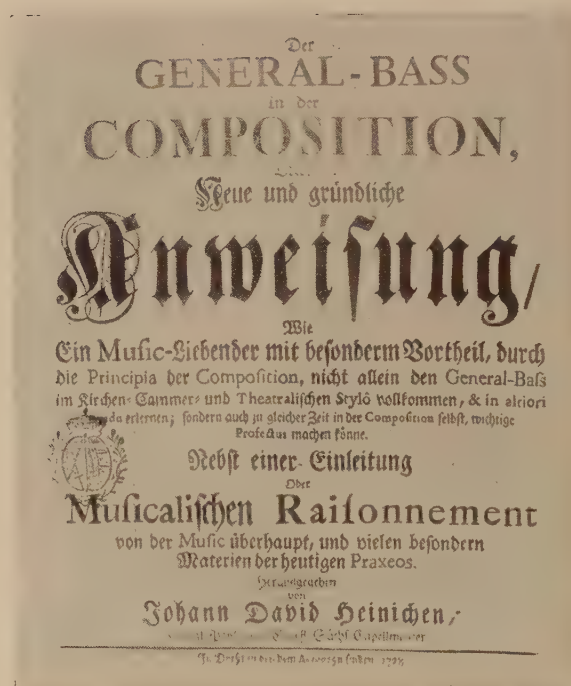 Der
GENERAL-BASS
in der
COMPOSITION,
Neue und gründliche
Anweisung,
Wie
Ein Music-Liebender mit besonderm Vortheil, durch
die Principia der Composition, nicht allein den General-Baß
im Kirchen- Cammer- und Theatralischen Stylô vollkommen, & in altiori
erlernen; sondern auch zu gleicher Zeit in der Composition selbst, wichtige
Profectus machen könne.
Nebst einer Einleitung
Oder
Musicalischen Raisonnement
von der Music überhaupt, und vielen besondern
Materien der heutigen Praxeos.
Herausgegeben
von
Johann David Heinichen,
Capellmeister